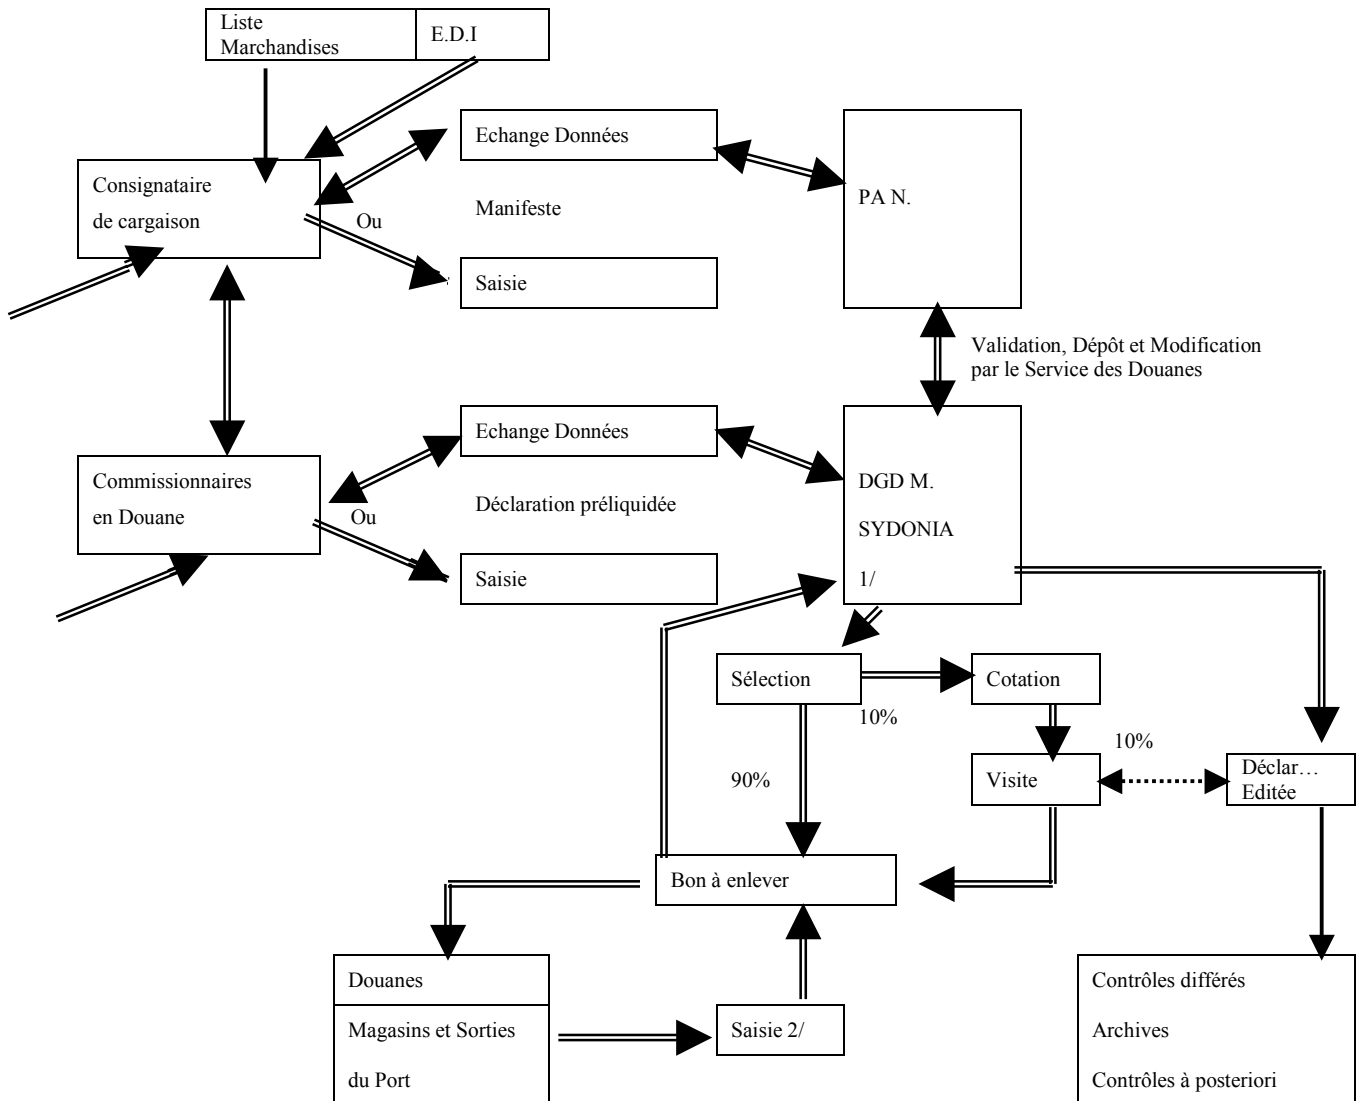 Liste
Marchandises
E.D.I
Echange Données
Consignataire
de cargaison
Ou
Manifeste
PA N.
Saisie
Validation, Dépôt et Modification
par le Service des Douanes
Echange Données
Commissionnaires
en Douane
Ou
Déclaration préliquidée
DGD M.
SYDONIA
1/
Saisie
Sélection
10%
Cotation
90%
Visite
10%
Déclar…
Editée
Bon à enlever
Douanes
Magasins et Sorties
du Port
Saisie 2/
Contrôles différés
Archives
Contrôles à posteriori